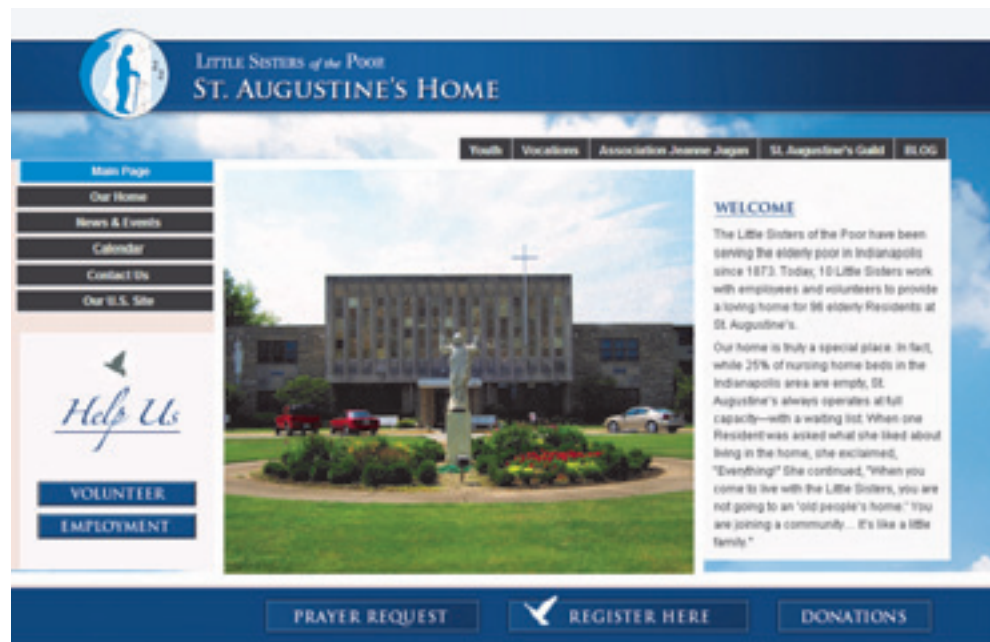 LITTLE SISTERS of the POOR
ST. AUGUSTINE'S HOME
Youth Vocations Association Jeanne Jugan St. Augustine's Guild BLOG
Main Page
Our Home
News & Events
Calendar
Contact Us
Our U.S. Site
Help Us
VOLUNTEER
EMPLOYMENT
WELCOME
The Little Sisters of the Poor have been
serving the elderly poor in Indianapolis
since 1873. Today, 10 Little Sisters work
with employees and volunteers to provide
a loving home for 96 elderly Residents at
St. Augustine's.
Our home is truly a special place. In fact,
while 25% of nursing home beds in the
Indianapolis area are empty, St.
Augustine's always operates at full
capacity—with a waiting list. When one
Resident was asked what she liked about
living in the home, she exclaimed,
"Everything!" She continued, "When you
come to live with the Little Sisters, you are
not going to an 'old people's home.' You
are joining a community... It's like a little
family."
PRAYER REQUEST REGISTER HERE DONATIONS